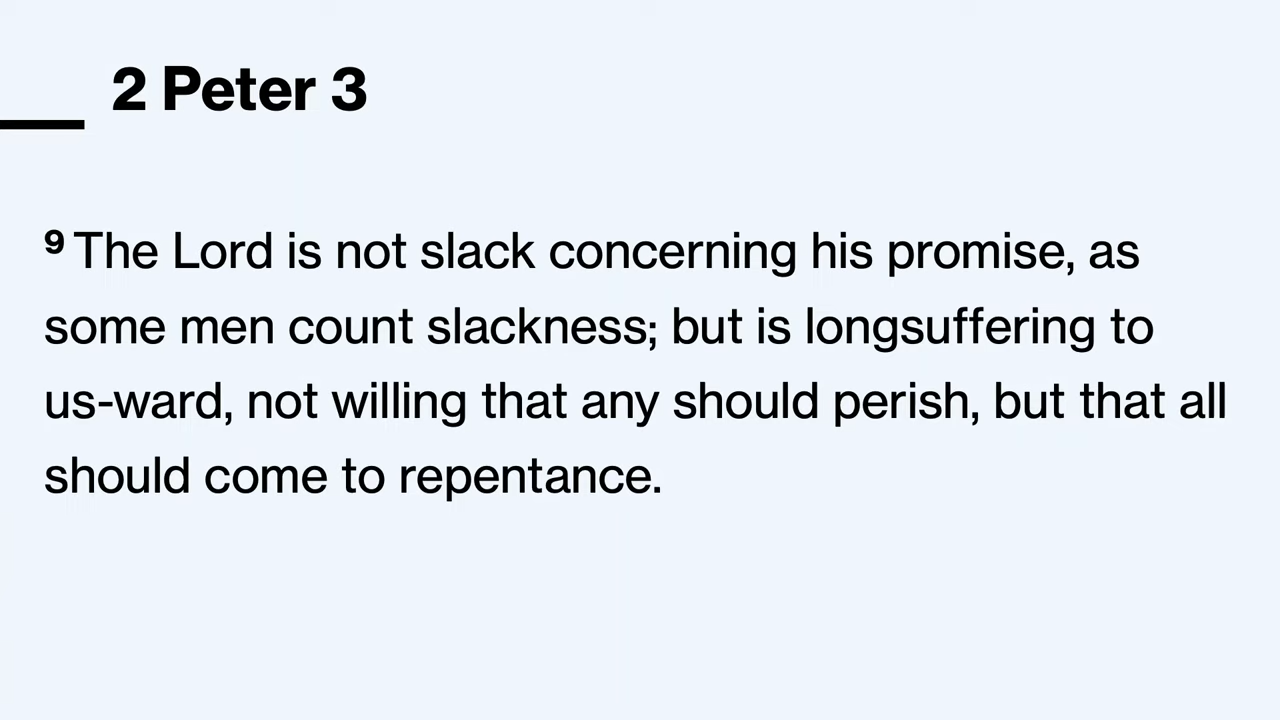 2 Peter 3
9 The Lord is not slack concerning his promise, as
some men count slackness; but is longsuffering to
us-ward, not willing that any should perish, but that all
should come to repentance.